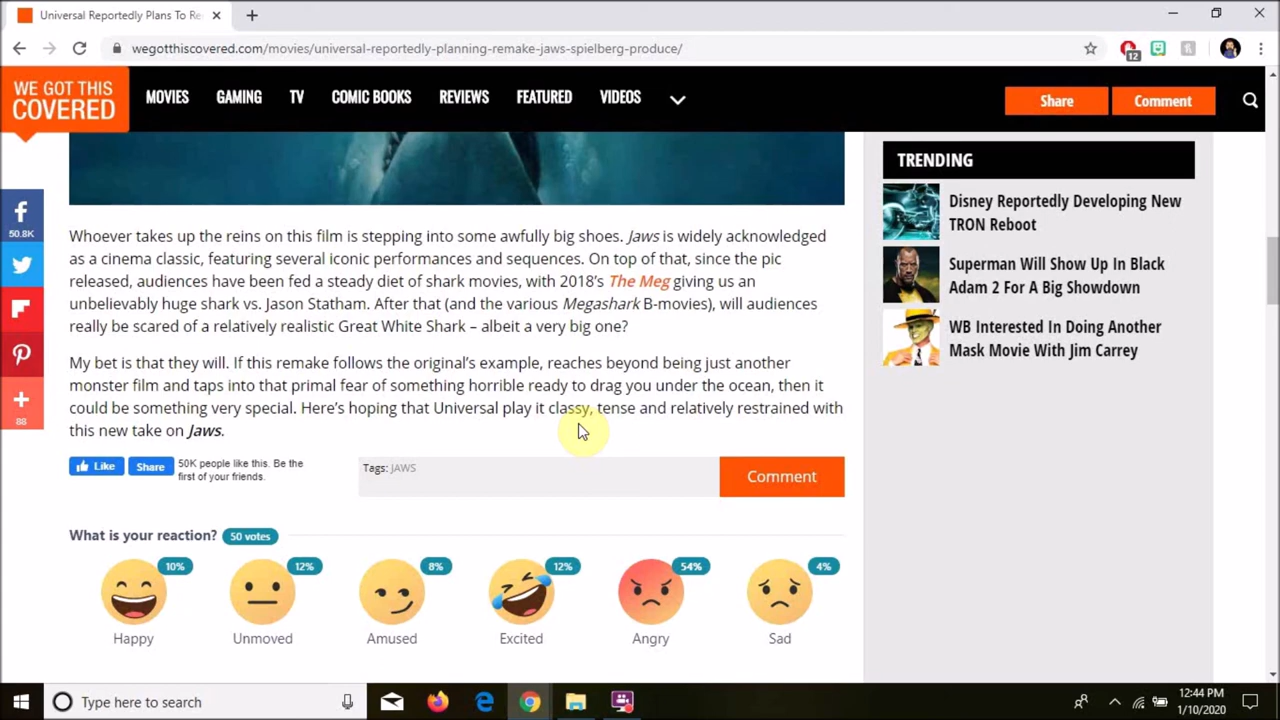 Universal Reportedly Plans To Re
wegotthiscovered.com/movies/universal-reportedly-planning-remake-jaws-spielberg-produce/
12
WE GOT THIS
COVERED
MOVIES
GAMING
TV
COMIC BOOKS
REVIEWS
FEATURED
VIDEOS
Share
Comment
50.8K
88
Whoever takes up the reins on this film is stepping into some awfully big shoes. Jaws is widely acknowledged
as a cinema classic, featuring several iconic performances and sequences. On top of that, since the pic
released, audiences have been fed a steady diet of shark movies, with 2018's The Meg giving us an
unbelievably huge shark vs. Jason Statham. After that (and the various Megashark B-movies), will audiences
really be scared of a relatively realistic Great White Shark – albeit a very big one?
My bet is that they will. If this remake follows the original's example, reaches beyond being just another
monster film and taps into that primal fear of something horrible ready to drag you under the ocean, then it
could be something very special. Here's hoping that Universal play it classy, tense and relatively restrained with
this new take on Jaws.
Like
Share
50K people like this. Be the
first of your friends.
Tags: JAWS
Comment
What is your reaction?
50 votes
10%
12%
8%
12%
54%
4%
Happy
Unmoved
Amused
Excited
Angry
Sad
TRENDING
Disney Reportedly Developing New
TRON Reboot
Superman Will Show Up In Black
Adam 2 For A Big Showdown
WB Interested In Doing Another
Mask Movie With Jim Carrey
Type here to search
12:44 PM
1/10/2020